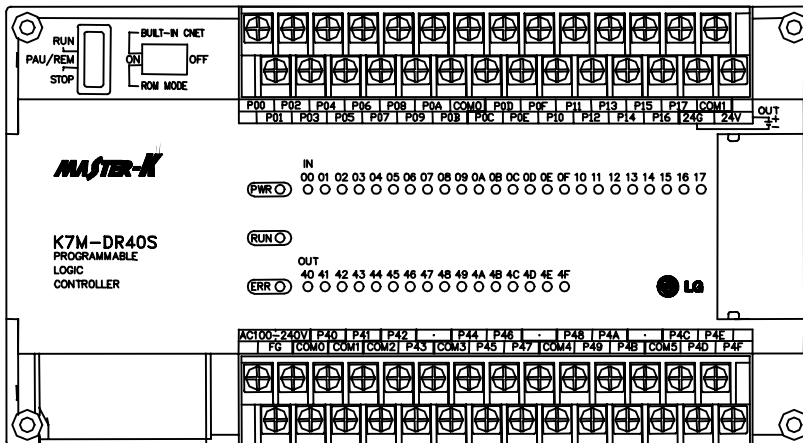 RUN
PAU/REM
STOP
BUILT-IN CNET
ON OFF
ROM MODE
P00 P02 P04 P06 P08 P0A COM0 P0D P0F P11 P13 P15 P17 COM1
P01 P03 P05 P07 P09 P0B P0C P0E P10 P12 P14 P16 24G 24V
OUT
+
-
MASTER-K
IN
00 01 02 03 04 05 06 07 08 09 0A 0B 0C 0D 0E 0F 10 11 12 13 14 15 16 17
PWR
K7M-DR40S
PROGRAMMABLE
LOGIC
CONTROLLER
RUN
OUT
40 41 42 43 44 45 46 47 48 49 4A 4B 4C 4D 4E 4F
ERR
LG
AC100-240V P40 P41 P42 · P44 P46 · P48 P4A · P4C P4E
FG COM0 COM1 COM2 P43 COM3 P45 P47 COM4 P49 P4B COM5 P4D P4F